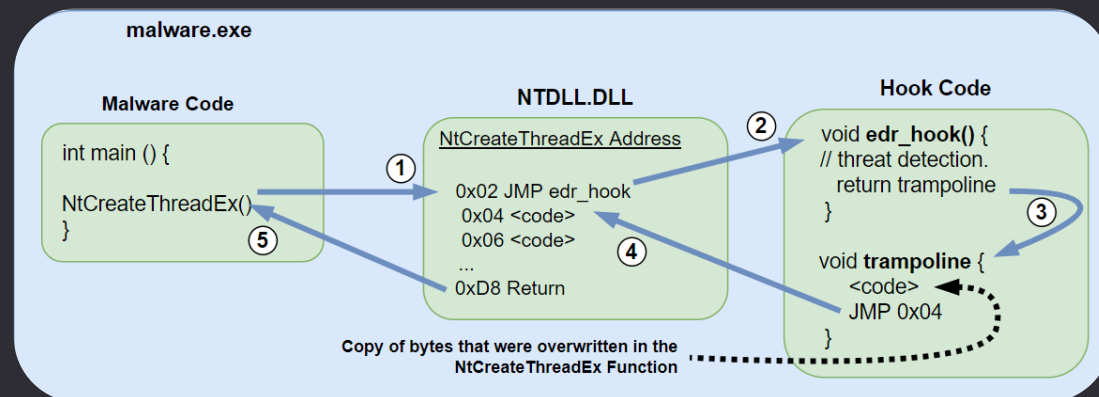 malware.exe
Malware Code
int main () {
NtCreateThreadEx()
}
1
5
NTDLL.DLL
NtCreateThreadEx Address
0x02 JMP edr_hook
0x04 <code>
0x06 <code>
...
0xD8 Return
2
4
Hook Code
void edr_hook() {
// threat detection.
return trampoline
}
3
void trampoline {
<code>
JMP 0x04
}
Copy of bytes that were overwritten in the
NtCreateThreadEx Function